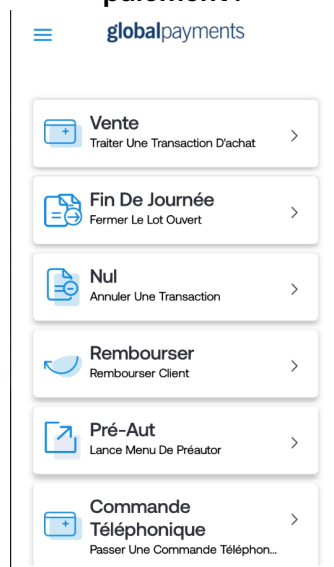 paiement :
globalpayments
Vente
Traiter Une Transaction D'achat
Fin De Journée
Fermer Le Lot Ouvert
Nul
Annuler Une Transaction
Rembourser
Rembourser Client
Pré-Aut
Lance Menu De Préautor
Commande
Téléphonique
Passer Une Commande Téléphon...